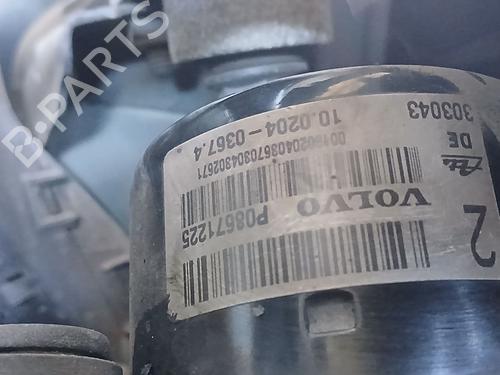 303043
10.0204-0367.4
DE
Ate
VOLVO
P08671225
2
B-PARTS